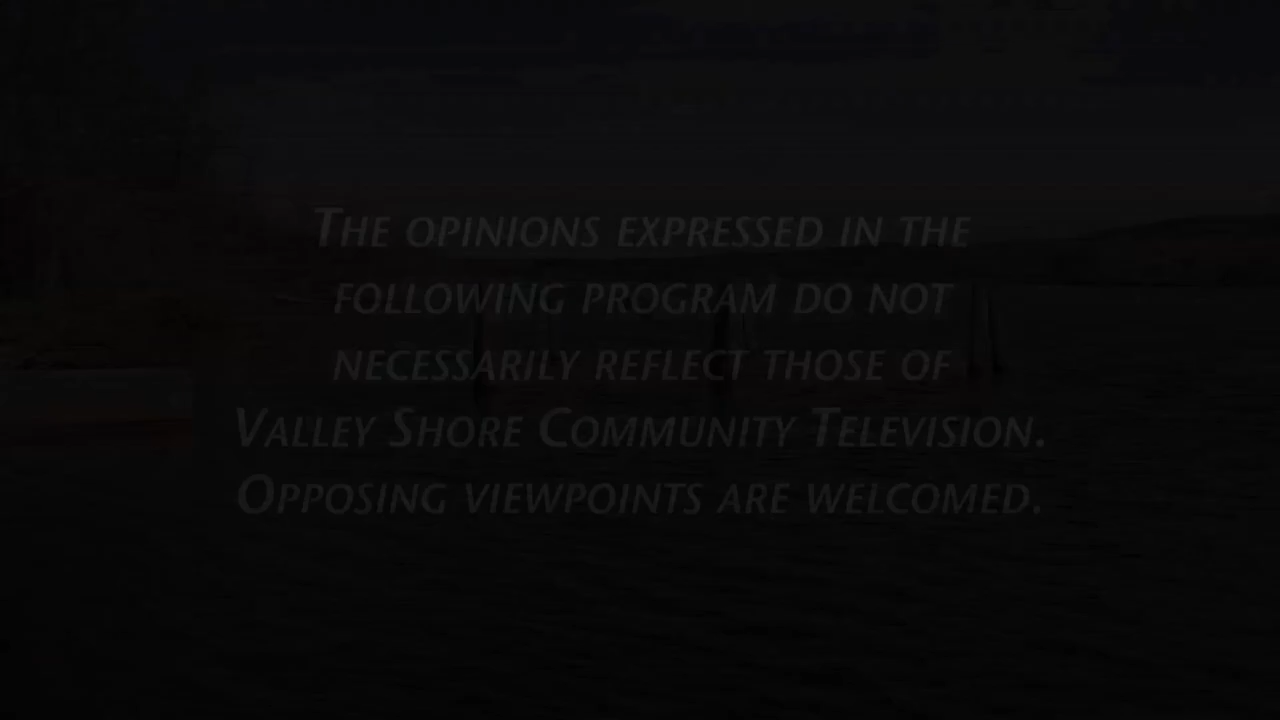 The opinions expressed in the
following program do not
necessarily reflect those of
Valley Shore Community Television.
Opposing viewpoints are welcomed.